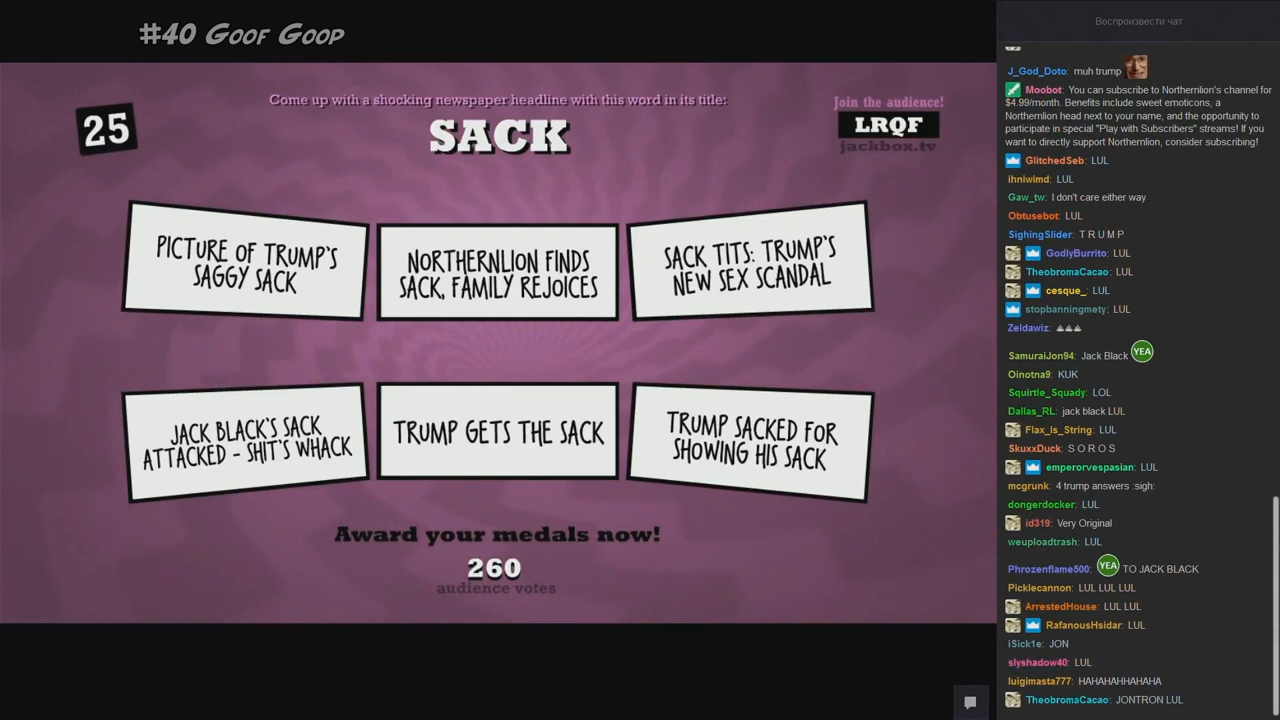 #40 GOOF GOOP
25
Come up with a shocking newspaper headline with this word in its title:
SACK
Join the audience!
LRQF
jackbox.tv
PICTURE OF TRUMP'S
SAGGY SACK
NORTHERNLION FINDS
SACK, FAMILY REJOICES
SACK TITS: TRUMP'S
NEW SEX SCANDAL
JACK BLACK'S SACK
ATTACKED - SHIT'S WHACK
TRUMP GETS THE SACK
TRUMP SACKED FOR
SHOWING HIS SACK
Award your medals now!
260
audience votes
Воспроизвести чат
J_God_Doto: muh trump
Moobot: You can subscribe to Northernlion's channel for
$4.99/month. Benefits include sweet emoticons, a
Northernlion head next to your name, and the opportunity to
participate in special "Play with Subscribers" streams! If you
want to directly support Northernlion, consider subscribing!
GlitchedSeb: LUL
ihniwimd: LUL
Gaw_tw: I don't care either way
Obtusebot: LUL
SighingSlider: T R U M P
GodlyBurrito: LUL
TheobromaCacao: LUL
cesque_: LUL
stopbanningmety: LUL
Zeldawiz:
SamuraiJon94: Jack Black YEA
Oinotna9: KUK
Squirtle_Squady: LOL
Dallas_RL: jack black LUL
Flax_Is_String: LUL
SkuxxDuck: S O R O S
emperorvespasian: LUL
mcgrunk: 4 trump answers :sigh:
dongerdocker: LUL
id319: Very Original
weuploadtrash: LUL
Phrozenflame500: YEA TO JACK BLACK
Picklecannon: LUL LUL LUL
ArrestedHouse: LUL LUL
RafanousHsidar: LUL
iSick1e: JON
slyshadow40: LUL
luigimasta777: HAHAHAHHAHAHA
TheobromaCacao: JONTRON LUL